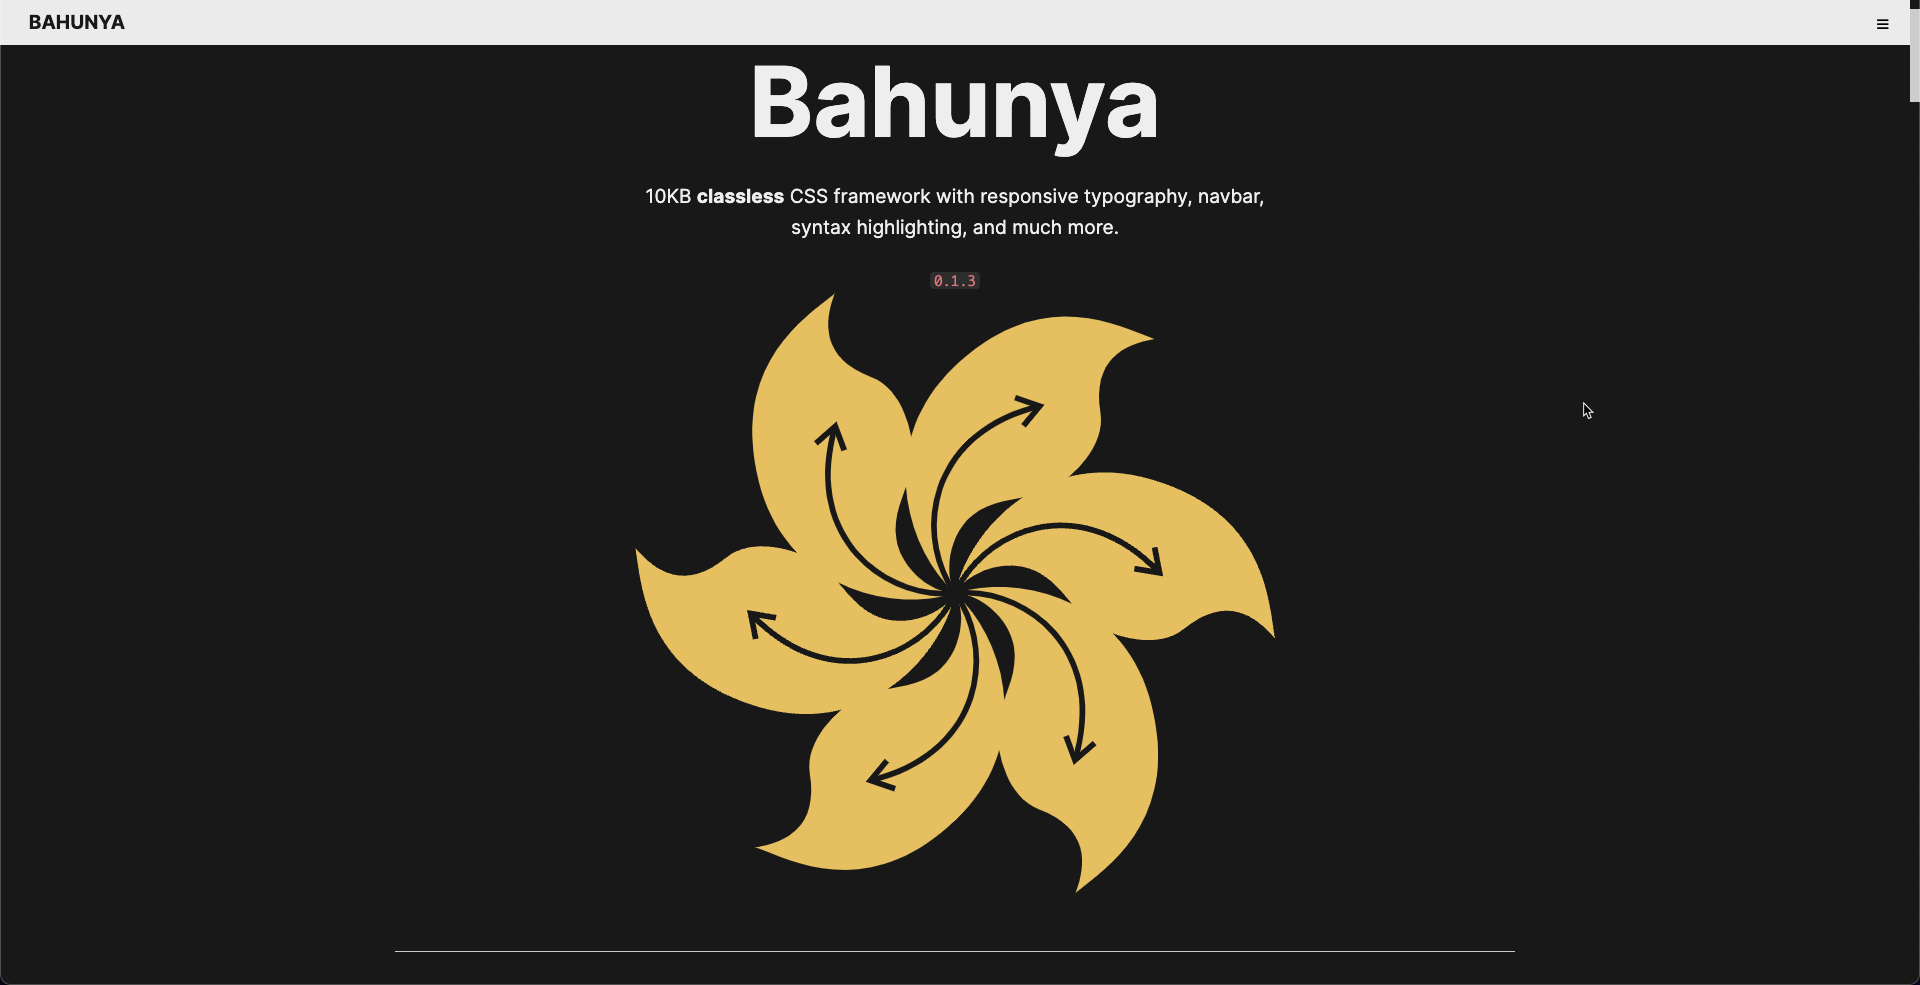 BAHUNYA
Bahunya
10KB classless CSS framework with responsive typography, navbar,
syntax highlighting, and much more.
0.1.3